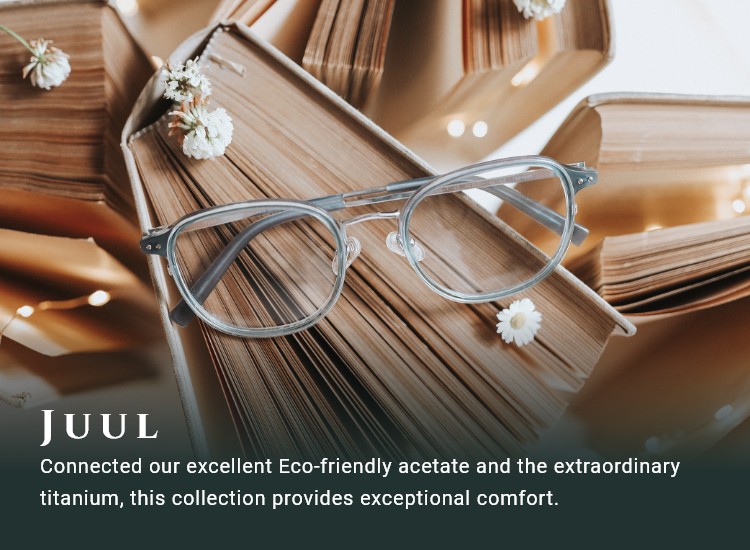 JUUL
Connected our excellent Eco-friendly acetate and the extraordinary
titanium, this collection provides exceptional comfort.